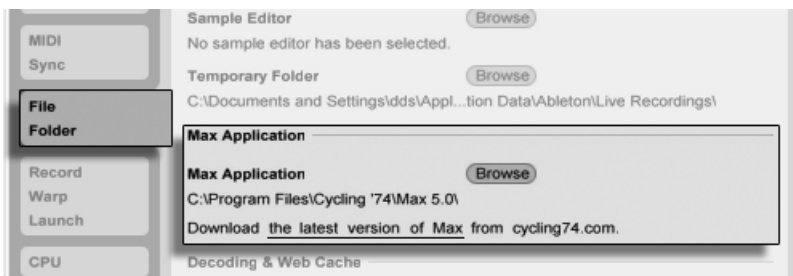 MIDI
Sync
File
Folder
Record
Warp
Launch
CPU
Sample Editor Browse
No sample editor has been selected.
Temporary Folder Browse
C:\Documents and Settings\dds\Appl...tion Data\Ableton\Live Recordings\
Max Application
Max Application Browse
C:\Program Files\Cycling '74\Max 5.0\
Download the latest version of Max from cycling74.com.
Decoding & Web Cache